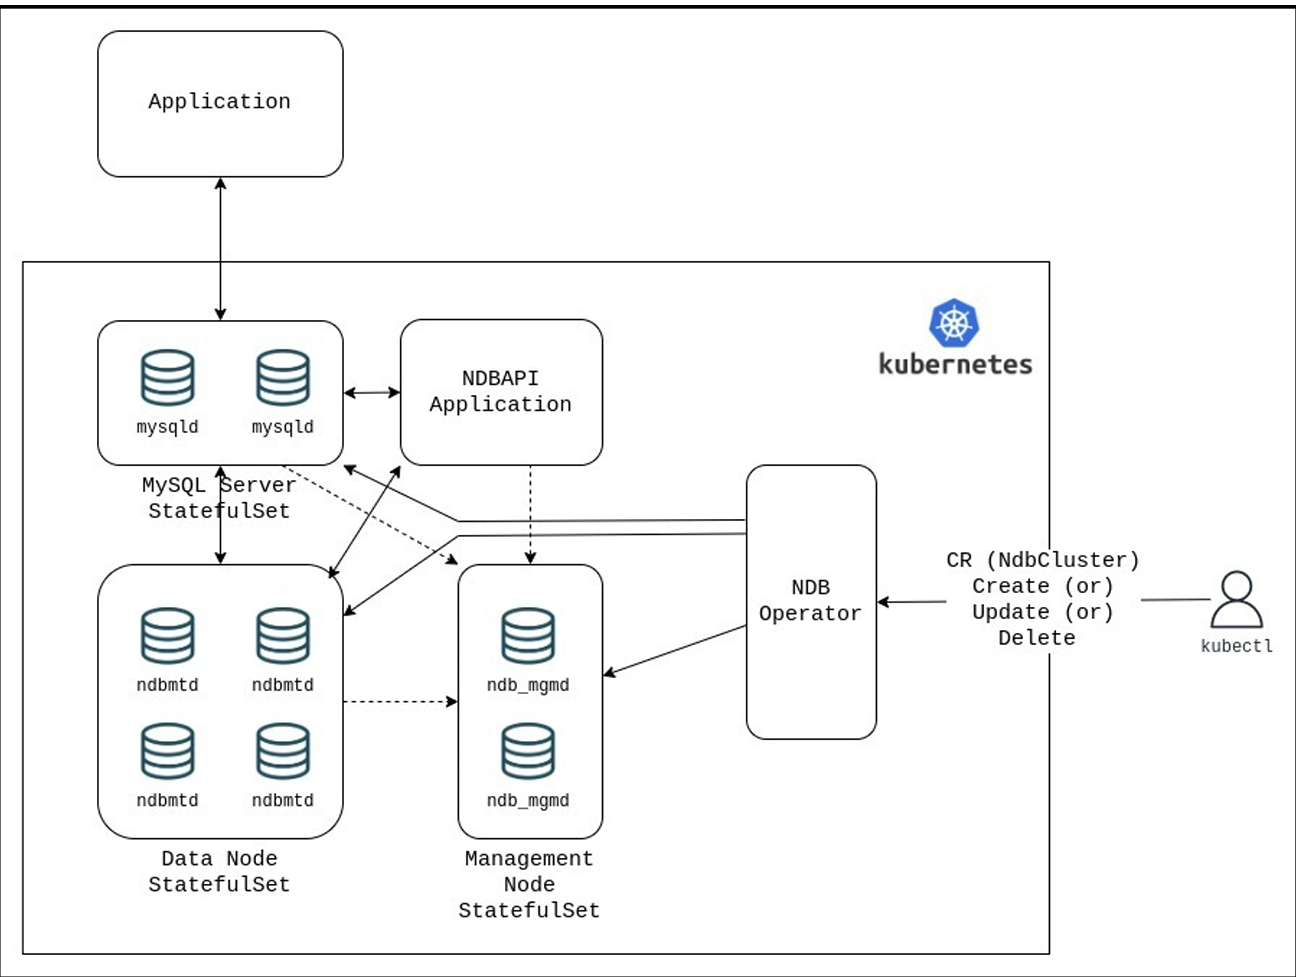 Application
kubernetes
mysqld
mysqld
MySQL Server
StatefulSet
NDBAPI
Application
NDB
Operator
CR (NdbCluster)
Create (or)
Update (or)
Delete
kubectl
ndbmtd
ndbmtd
ndbmtd
ndbmtd
Data Node
StatefulSet
ndb_mgmd
ndb_mgmd
Management
Node
StatefulSet